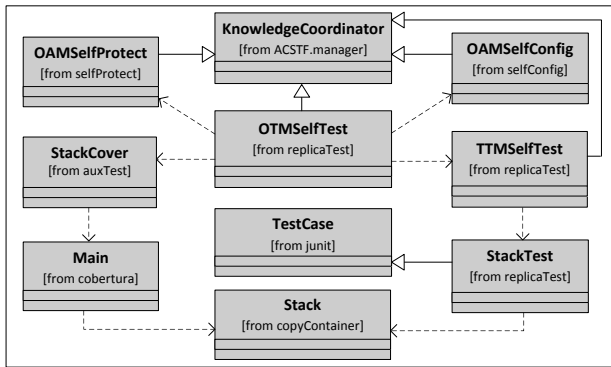 KnowledgeCoordinator
[from ACSTF.manager]
OAMSelfProtect
[from selfProtect]
OAMSelfConfig
[from selfConfig]
OTMSelfTest
[from replicaTest]
StackCover
[from auxTest]
TTMSelfTest
[from replicaTest]
TestCase
[from junit]
Main
[from cobertura]
StackTest
[from replicaTest]
Stack
[from copyContainer]